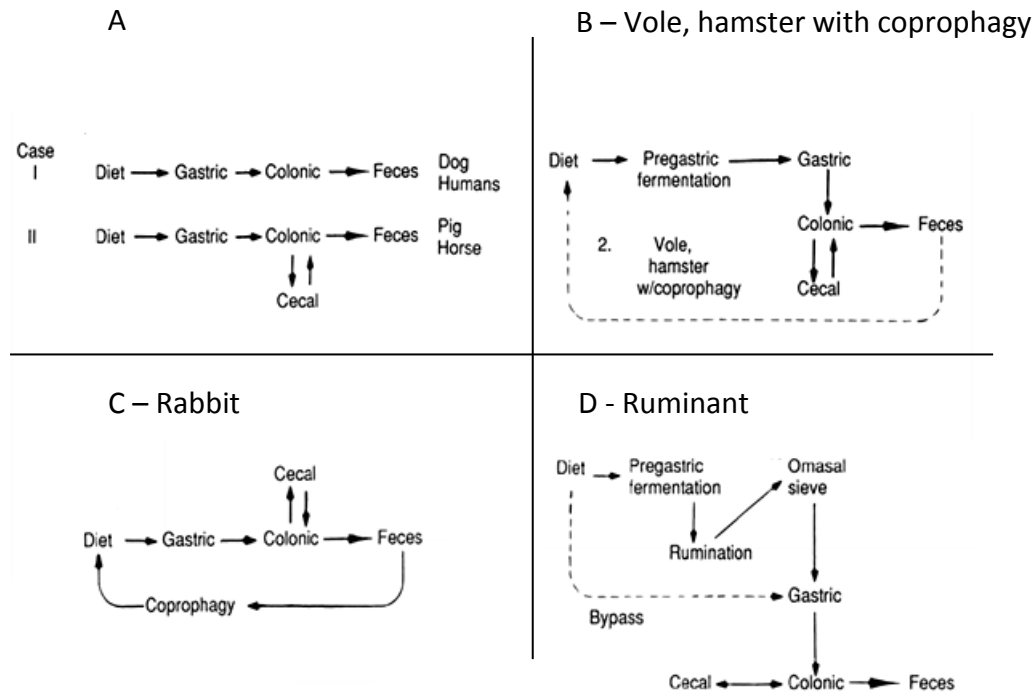 A
Case
I
Diet Gastric Colonic Feces Dog
Humans
II
Diet Gastric Colonic Feces Pig
Horse
Cecal
B – Vole, hamster with coprophagy
Diet Pregastric Gastric
fermentation
Colonic Feces
2. Vole,
hamster
w/coprophagy Cecal
C – Rabbit
Cecal
Diet Gastric Colonic Feces
Coprophagy
D - Ruminant
Diet Pregastric Omasal
fermentation sieve
Rumination
Gastric
Bypass
Cecal Colonic Feces